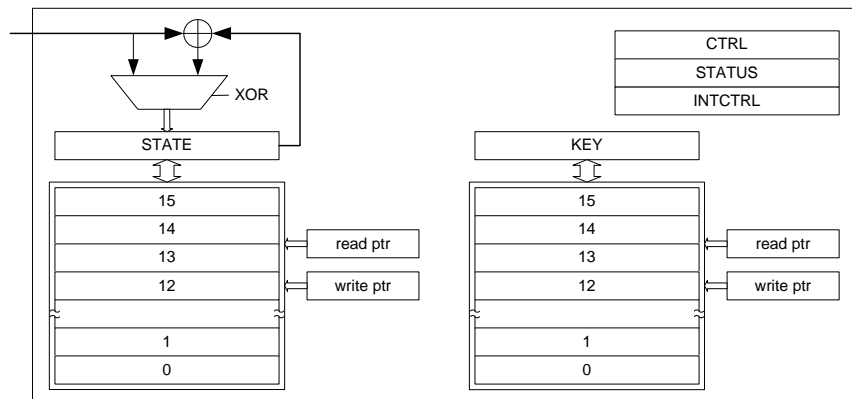 CTRL
STATUS
INTCTRL
XOR
STATE
KEY
15
14
13
12
1
0
read ptr
write ptr
15
14
13
12
1
0
read ptr
write ptr